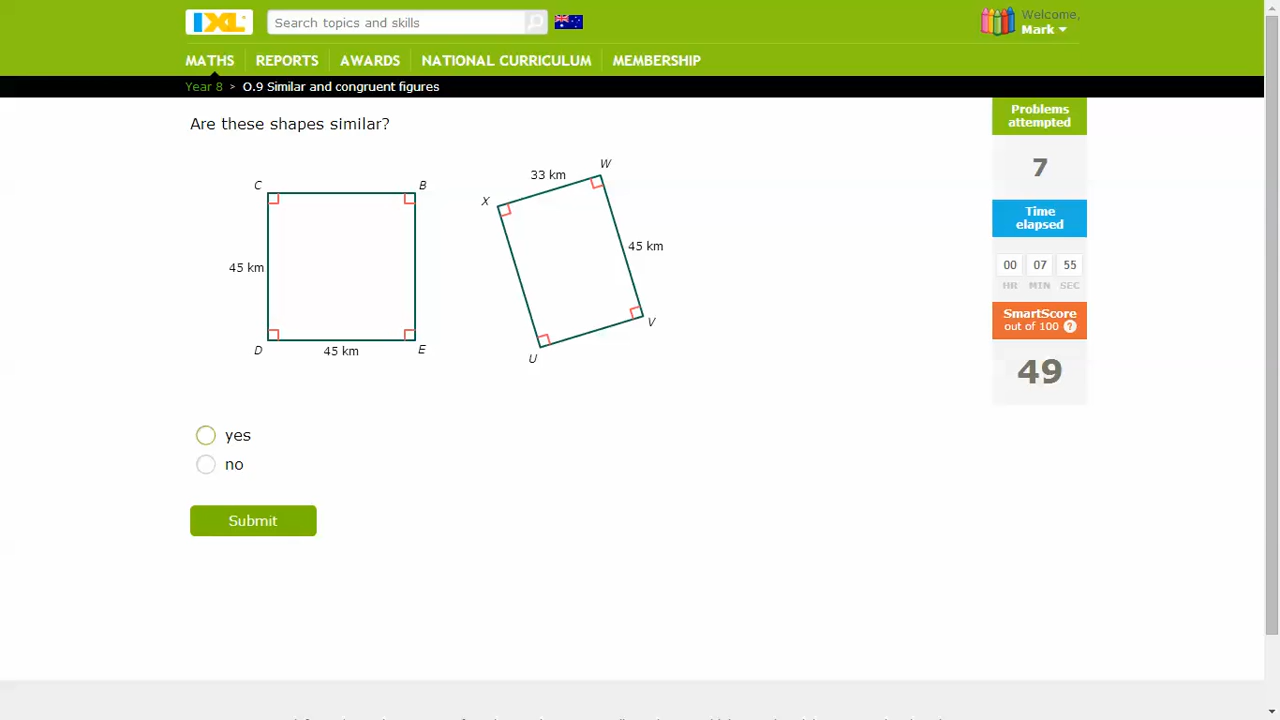 IXL Search topics and skills
Welcome,
Mark
MATHS REPORTS AWARDS NATIONAL CURRICULUM MEMBERSHIP
Year 8 > O.9 Similar and congruent figures
Are these shapes similar?
C B
45 km
D 45 km E
W
33 km
X
45 km
V
U
yes
no
Submit
Problems
attempted
7
Time
elapsed
00 07 55
HR MIN SEC
SmartScore
out of 100 ?
49